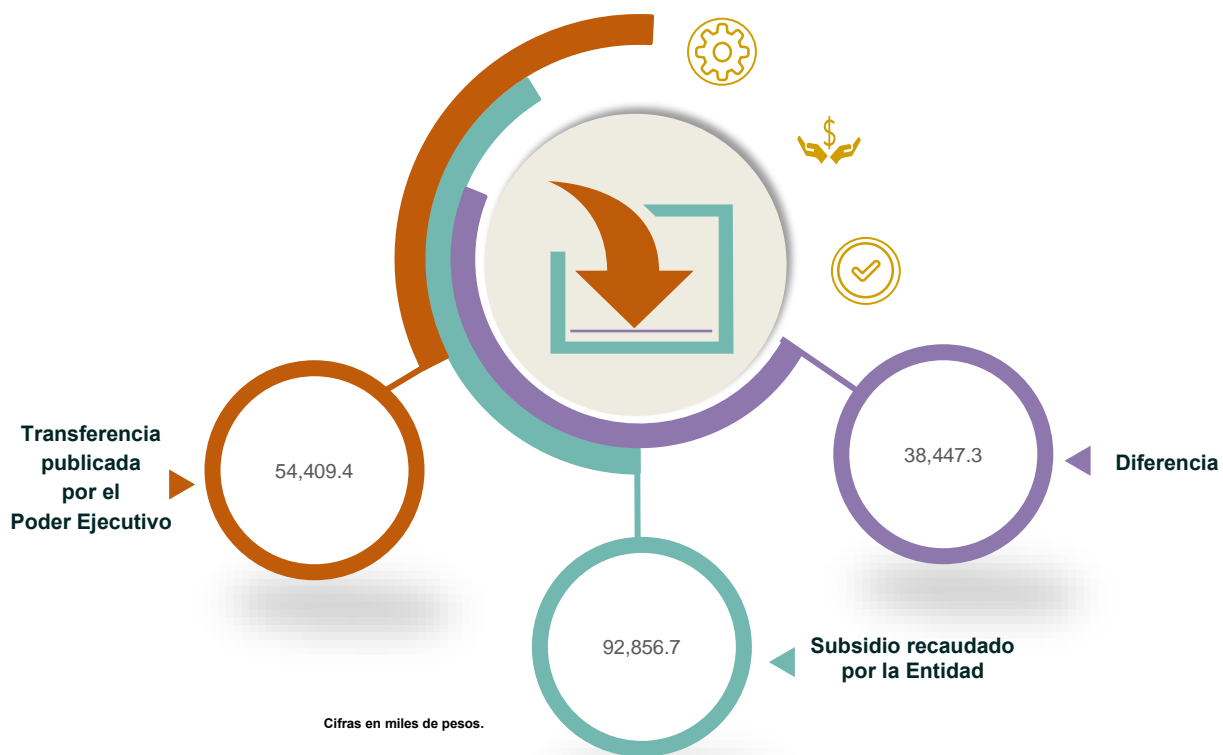 $
Transferencia
publicada
por el
Poder Ejecutivo
54,409.4
38,447.3
Diferencia
92,856.7
Subsidio recaudado
por la Entidad
Cifras en miles de pesos.